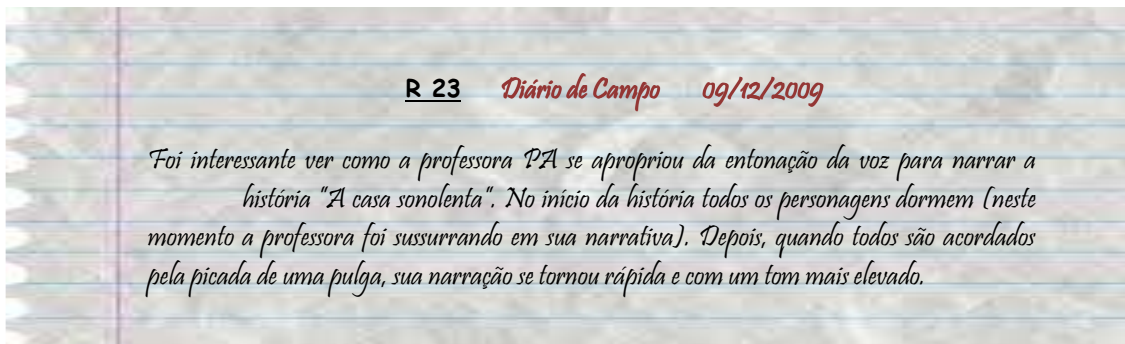 R 23 Diário de Campo 09/12/2009
Foi interessante ver como a professora PA se apropriou da entonação da voz para narrar a
história "A casa sonolenta". No início da história todos os personagens dormem (neste
momento a professora foi sussurrando em sua narrativa). Depois, quando todos são acordados
pela picada de uma pulga, sua narração se tornou rápida e com um tom mais elevado.